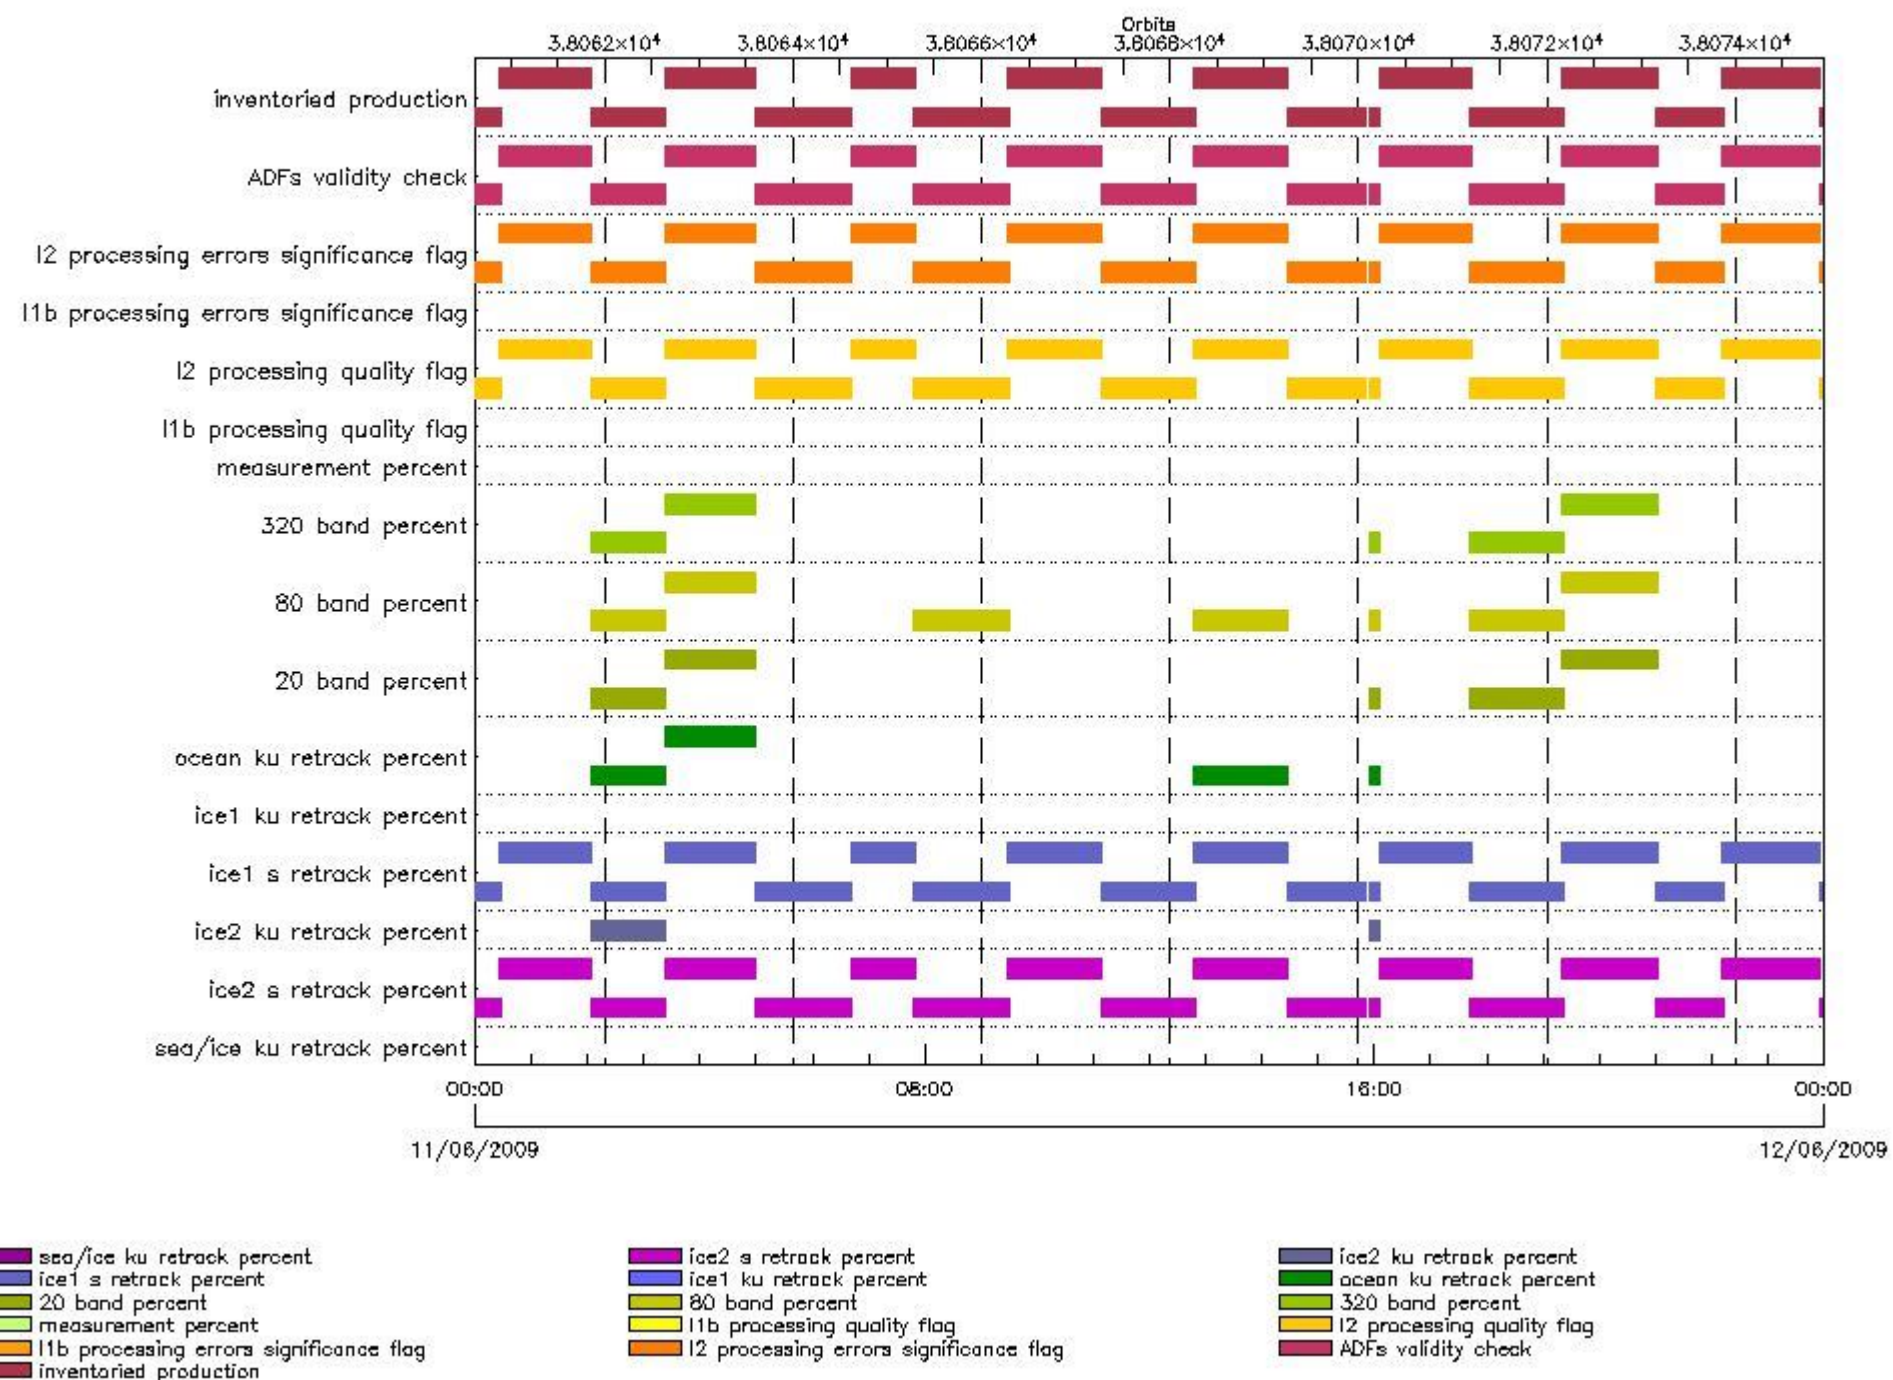 Orbits
3.8062×10⁴ 3.8064×10⁴ 3.8066×10⁴ 3.8066×10⁴ 3.8070×10⁴ 3.8072×10⁴ 3.8074×10⁴
inventoried production
ADFs validity check
l2 processing errors significance flag
l1b processing errors significance flag
l2 processing quality flag
l1b processing quality flag
measurement percent
320 band percent
80 band percent
20 band percent
ocean ku retrack percent
ice1 ku retrack percent
ice1 s retrack percent
ice2 ku retrack percent
ice2 s retrack percent
sea/ice ku retrack percent
00:00 08:00 16:00 00:00
11/06/2009 12/06/2009
sea/ice ku retrack percent ice2 s retrack percent ice2 ku retrack percent
ice1 s retrack percent ice1 ku retrack percent ocean ku retrack percent
20 band percent 80 band percent 320 band percent
measurement percent l1b processing quality flag l2 processing quality flag
l1b processing errors significance flag l2 processing errors significance flag ADFs validity check
inventoried production